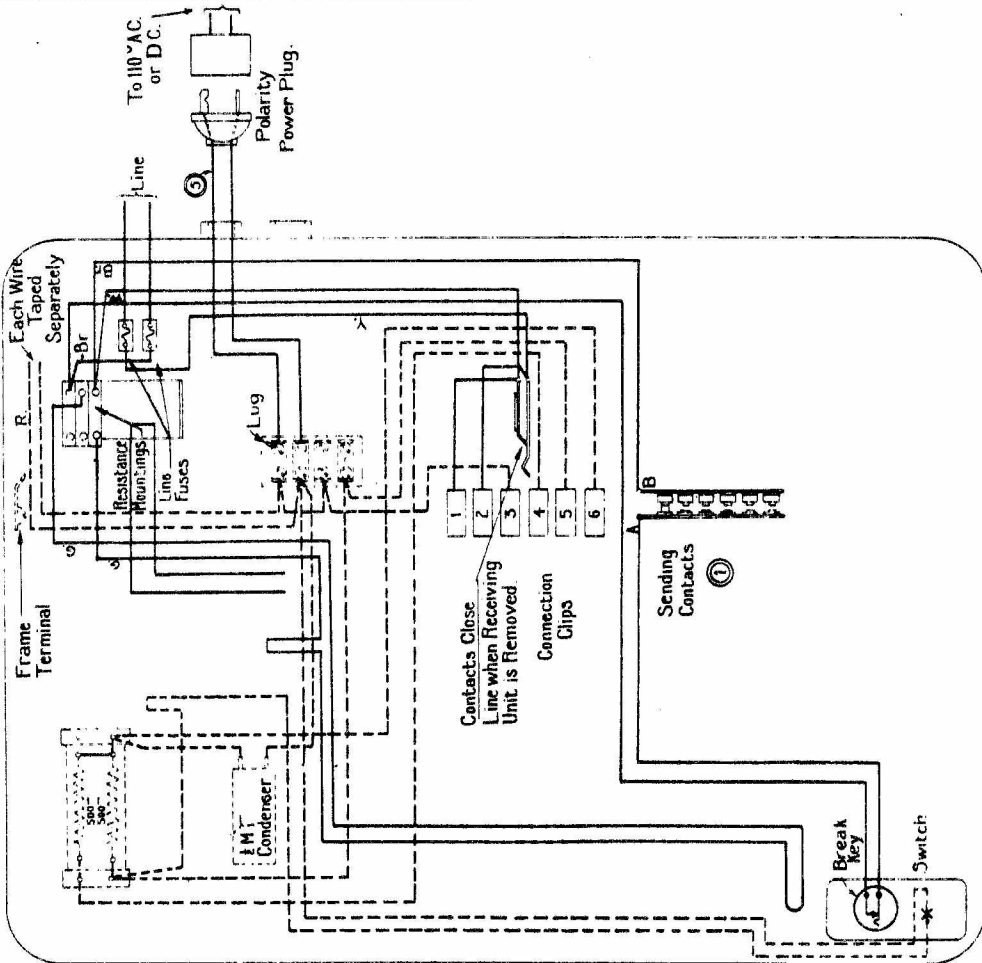 To 110~ AC.
or D.C.
Polarity
Power Plug.
5
Line
Each Wire
Taped
Separately
Br
R
W
Y
G
Resistance
Mountings
Line
Fuses
Lug
Frame
Terminal
500~
500~
Condenser
1
2
3
4
5
6
Contacts Close
Line when Receiving
Unit is Removed
Connection
Clips
A
B
Sending
Contacts
1
Break
Key
Switch